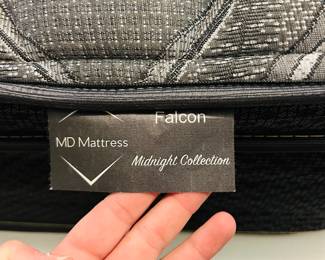 Falcon
MD Mattress
Midnight Collection